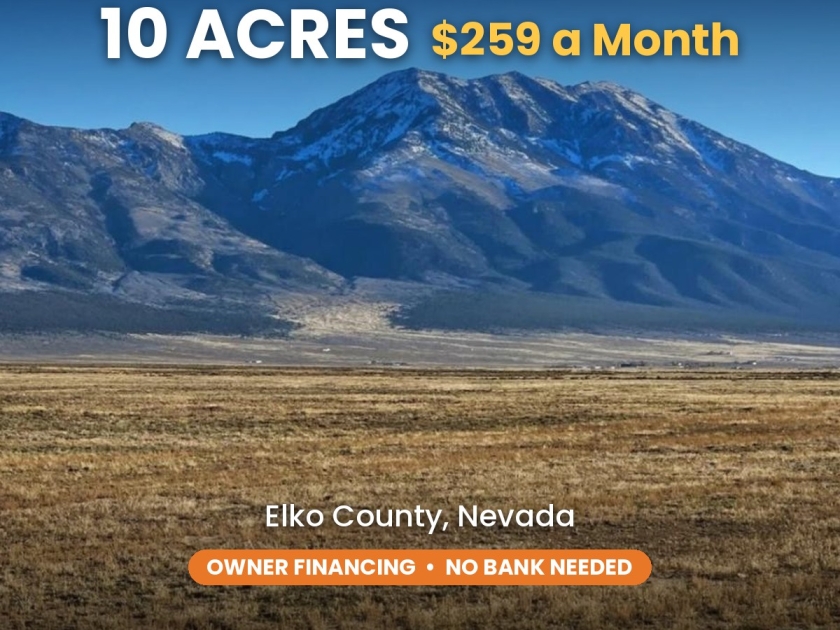 10 ACRES $259 a Month
Elko County, Nevada
OWNER FINANCING • NO BANK NEEDED